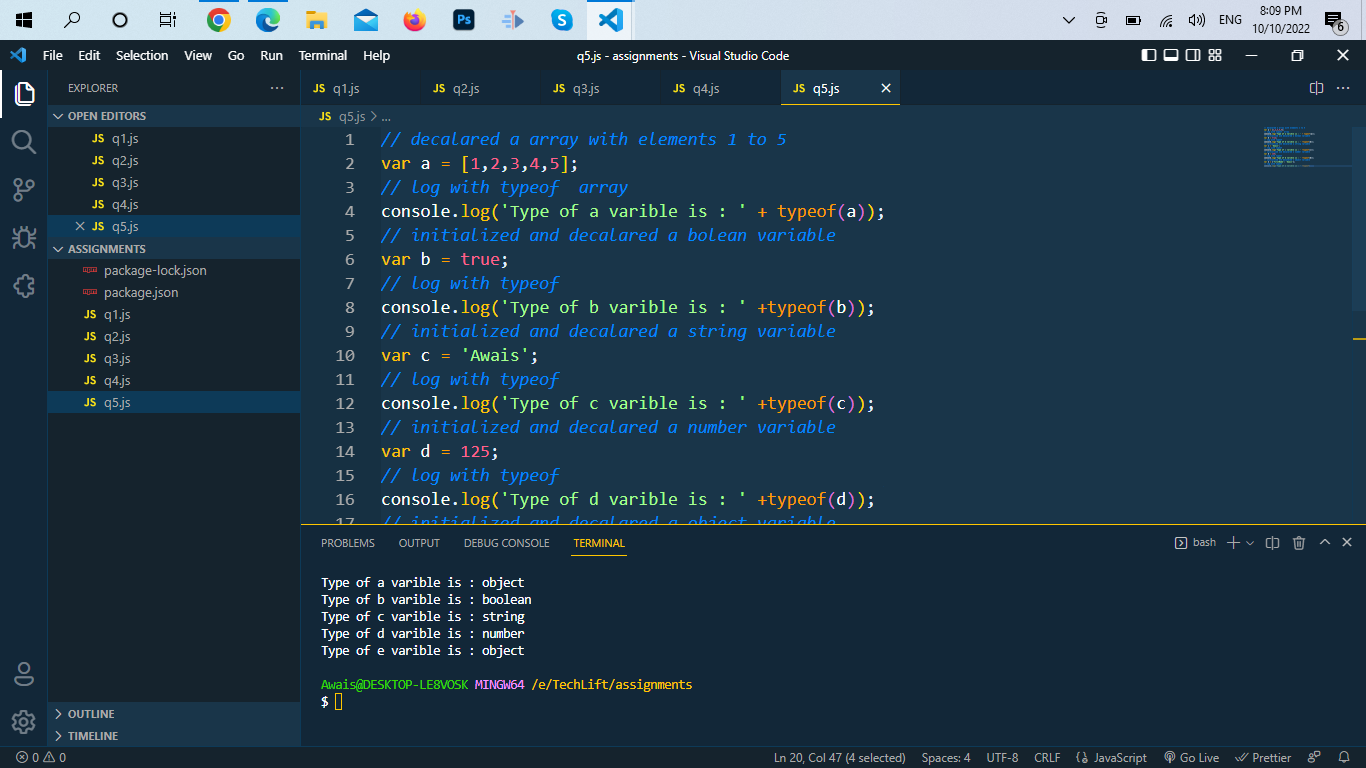 ENG
8:09 PM
10/10/2022
6
Ps
File Edit Selection View Go Run Terminal Help
q5.js - assignments - Visual Studio Code
EXPLORER
OPEN EDITORS
JS q1.js
JS q2.js
JS q3.js
JS q4.js
JS q5.js
ASSIGNMENTS
package-lock.json
package.json
JS q1.js
JS q2.js
JS q3.js
JS q4.js
JS q5.js
OUTLINE
TIMELINE
JS q1.js JS q2.js JS q3.js JS q4.js JS q5.js
JS q5.js > ...
1 // decalared a array with elements 1 to 5
2 var a = [1,2,3,4,5];
3 // log with typeof  array
4 console.log('Type of a varible is : ' + typeof(a));
5 // initialized and decalared a bolean variable
6 var b = true;
7 // log with typeof
8 console.log('Type of b varible is : ' +typeof(b));
9 // initialized and decalared a string variable
10 var c = 'Awais';
11 // log with typeof
12 console.log('Type of c varible is : ' +typeof(c));
13 // initialized and decalared a number variable
14 var d = 125;
15 // log with typeof
16 console.log('Type of d varible is : ' +typeof(d));
17 // initialized and decalared a object variable
PROBLEMS OUTPUT DEBUG CONSOLE TERMINAL
bash
Type of a varible is : object
Type of b varible is : boolean
Type of c varible is : string
Type of d varible is : number
Type of e varible is : object
Awais@DESKTOP-LE8VOSK MINGW64 /e/TechLift/assignments
$
0 0
Ln 20, Col 47 (4 selected) Spaces: 4 UTF-8 CRLF JavaScript Go Live Prettier